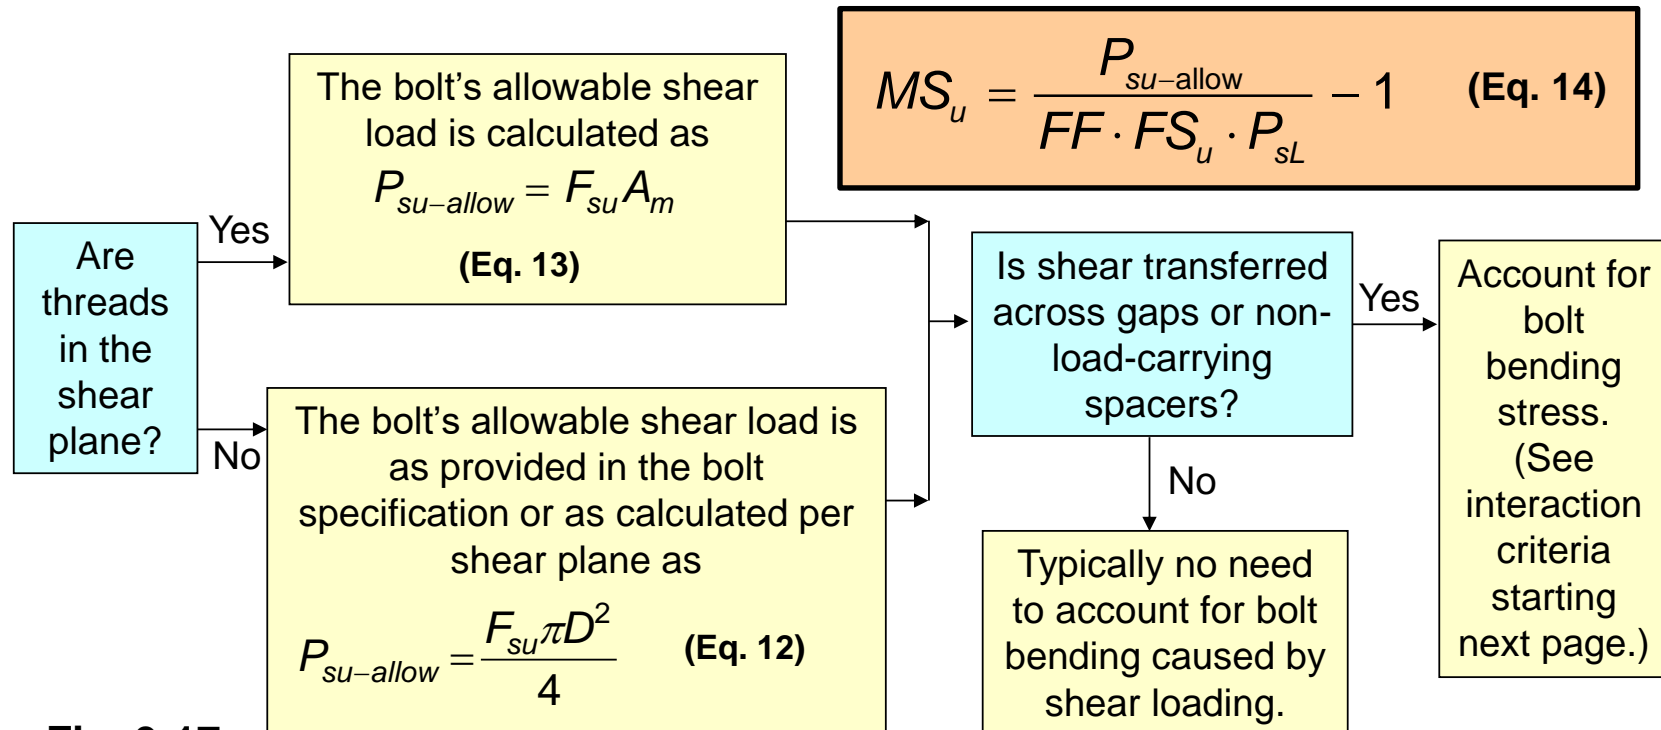 MS_u = P_su–allow / (FF · FS_u · P_sL) − 1 (Eq. 14)
The bolt's allowable shear
load is calculated as
P_su–allow = F_su A_m
(Eq. 13)
Are
threads
in the
shear
plane?
Yes
No
The bolt's allowable shear load is
as provided in the bolt
specification or as calculated per
shear plane as
P_su–allow = F_su πD² / 4 (Eq. 12)
Is shear transferred
across gaps or non-
load-carrying
spacers?
Yes
No
Account for
bolt
bending
stress.
(See
interaction
criteria
starting
next page.)
Typically no need
to account for bolt
bending caused by
shear loading.